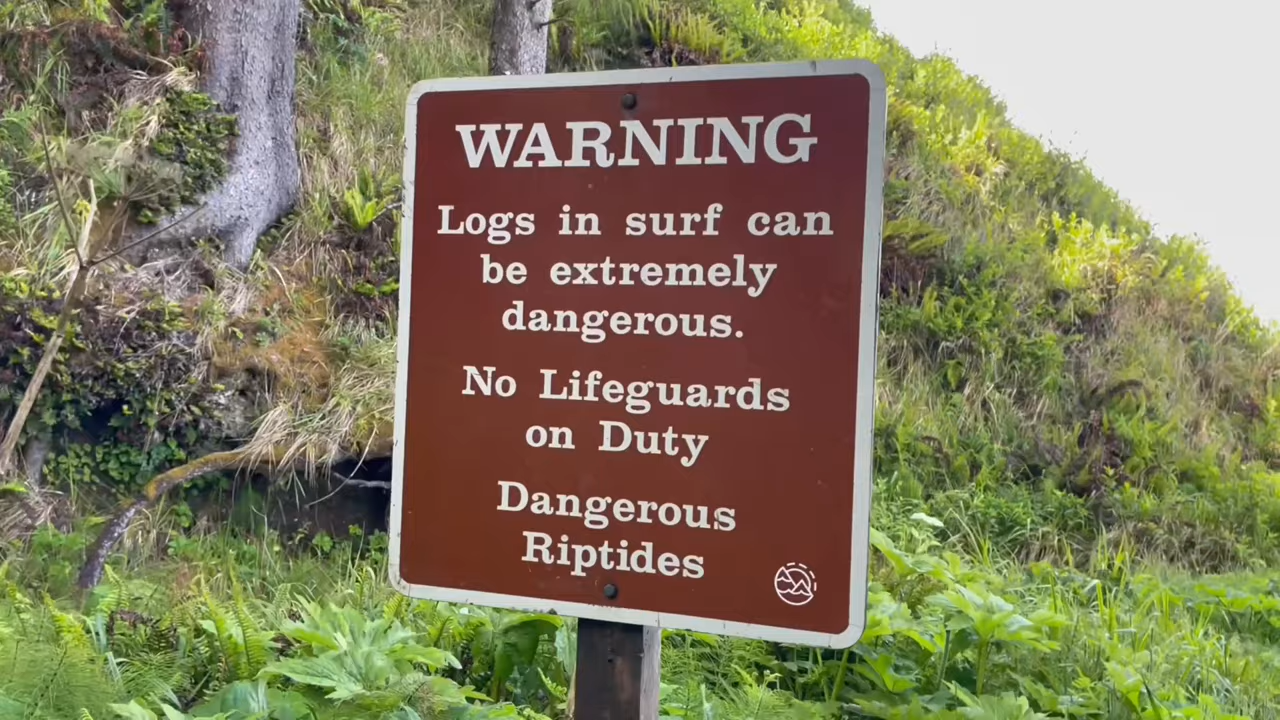 WARNING
Logs in surf can
be extremely
dangerous.
No Lifeguards
on Duty
Dangerous
Riptides